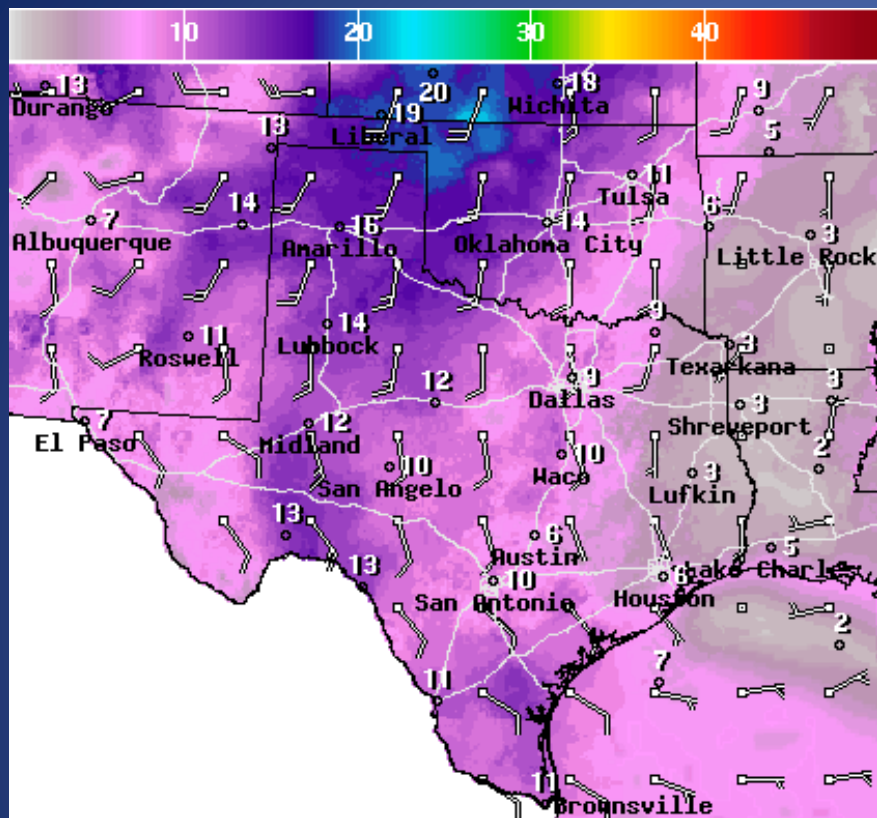 10 20 30 40
13 20 18 9
Durango 19 Wichita
Liberal
13 5
11
Tulsa
7 14 14 6 3
15
Albuquerque Amarillo Oklahoma City Little Rock
11 14 9
Roswell Lubbock 3
Texarkana
9
12 Dallas 3 3
7 12 Shreveport
El Paso Midland
10 10 2
San Angelo Waco 3
Lufkin
13 6 5
Austin
13 10 6 Lake Charles
San Antonio Houston
2
11 7
11
Brownsville